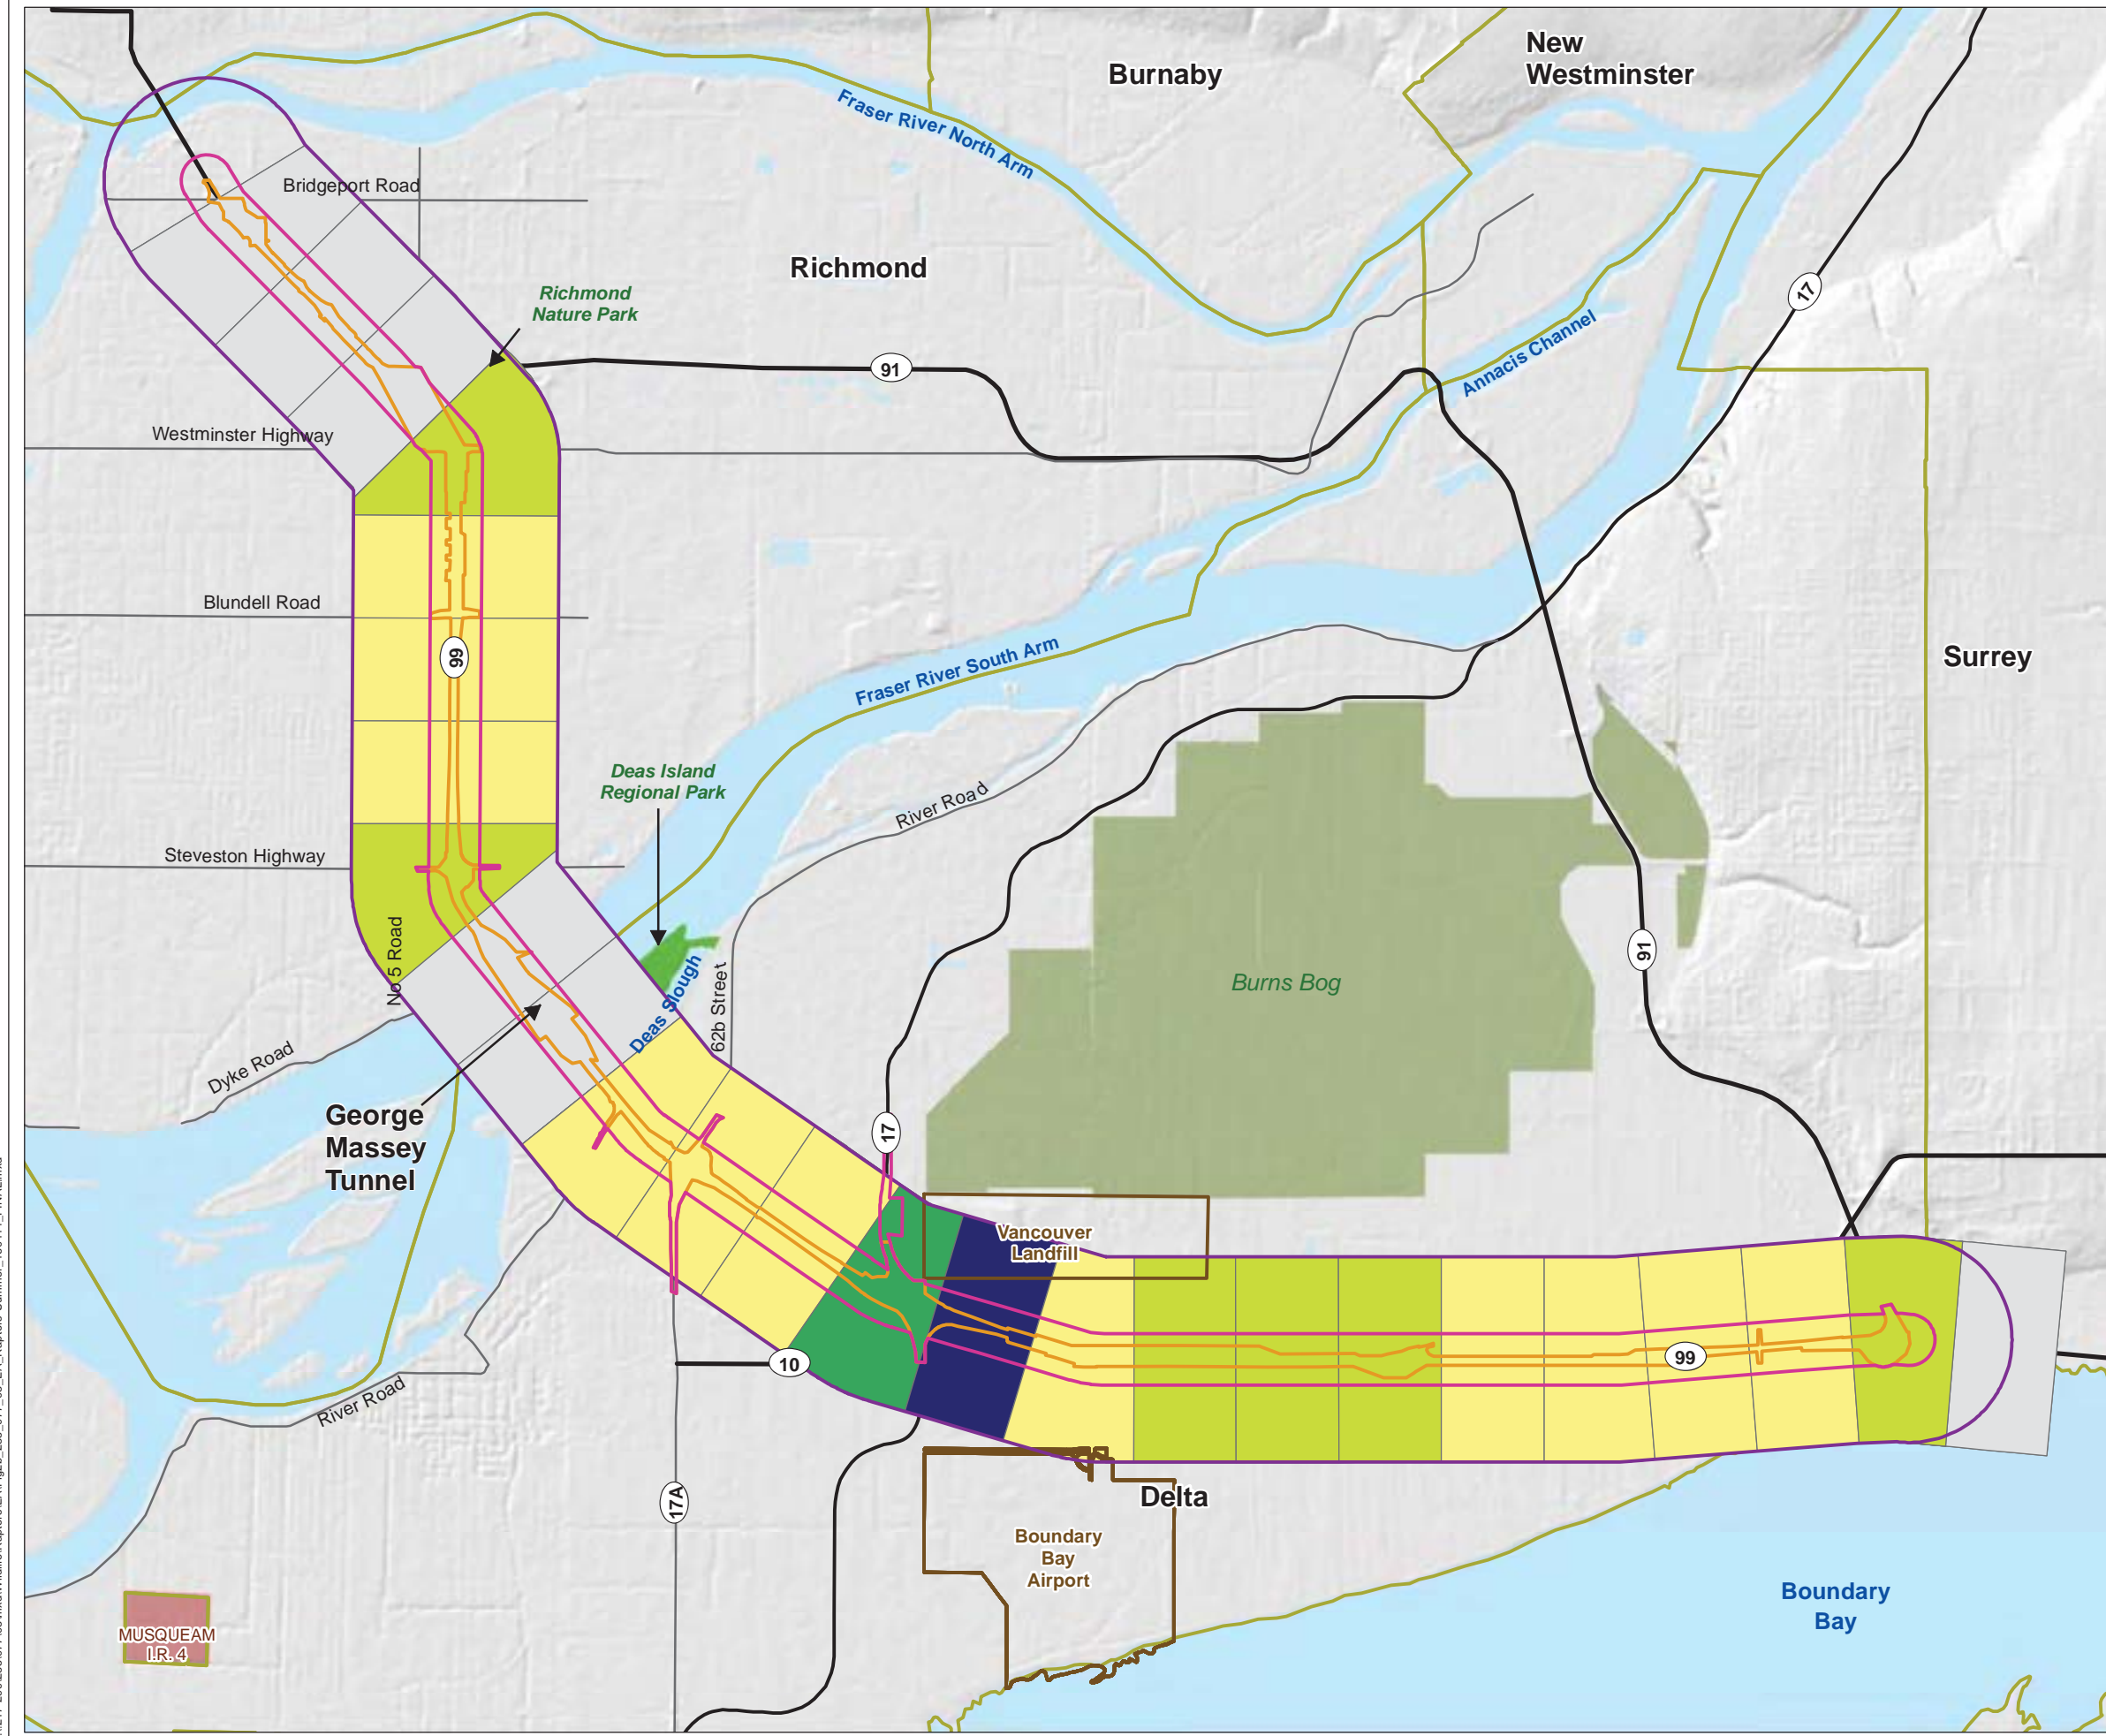 New
Westminster
Burnaby
Fraser River North Arm
Bridgeport Road
Richmond
17
Richmond
Nature Park
Annacis Channel
91
Westminster Highway
Blundell Road
99
Fraser River South Arm
Surrey
Deas Island
Regional Park
River Road
Steveston Highway
No 5 Road
91
Burns Bog
Deas Slough
62b Street
Dyke Road
George
Massey
Tunnel
17
Vancouver
Landfill
10
99
River Road
17A
Delta
Boundary
Bay
Airport
Boundary
Bay
MUSQUEAM
I.R. 4